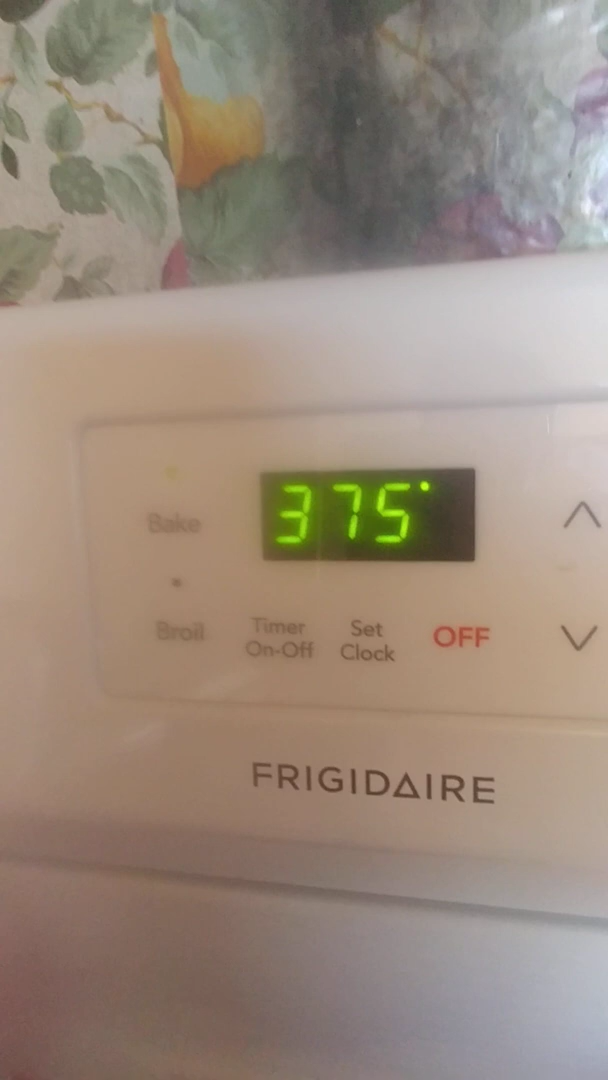 375°
Bake
Broil
Timer On-Off
Set Clock
OFF
FRIGIDAIRE